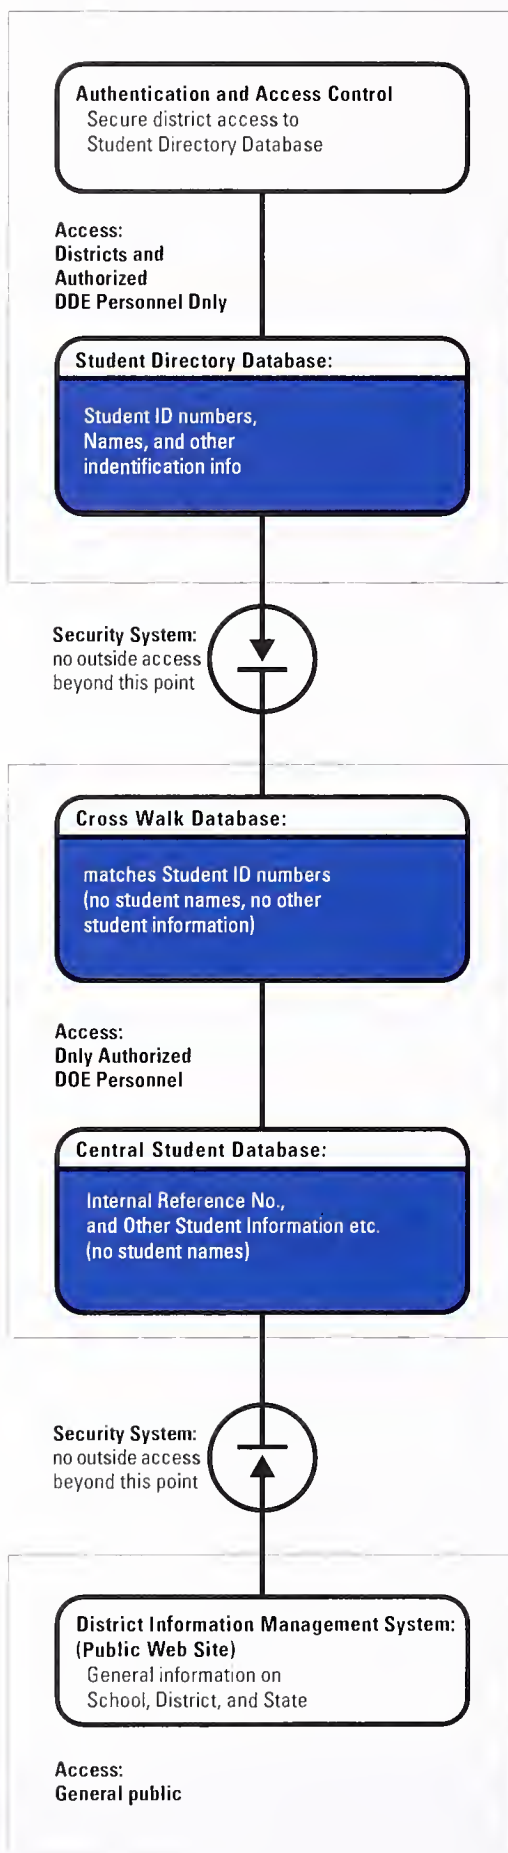 Authentication and Access Control
Secure district access to
Student Directory Database
Access:
Districts and
Authorized
DDE Personnel Dnly
Student Directory Database:
Student ID numbers,
Names, and other
indentification info
Security System:
no outside access
beyond this point
Cross Walk Database:
matches Student ID numbers
(no student names, no other
student information)
Access:
Dnly Authorized
DOE Personnel
Central Student Database:
Internal Reference No.,
and Other Student Information etc.
(no student names)
Security System:
no outside access
beyond this point
District Information Management System:
(Public Web Site)
General information on
School, District, and State
Access:
General public